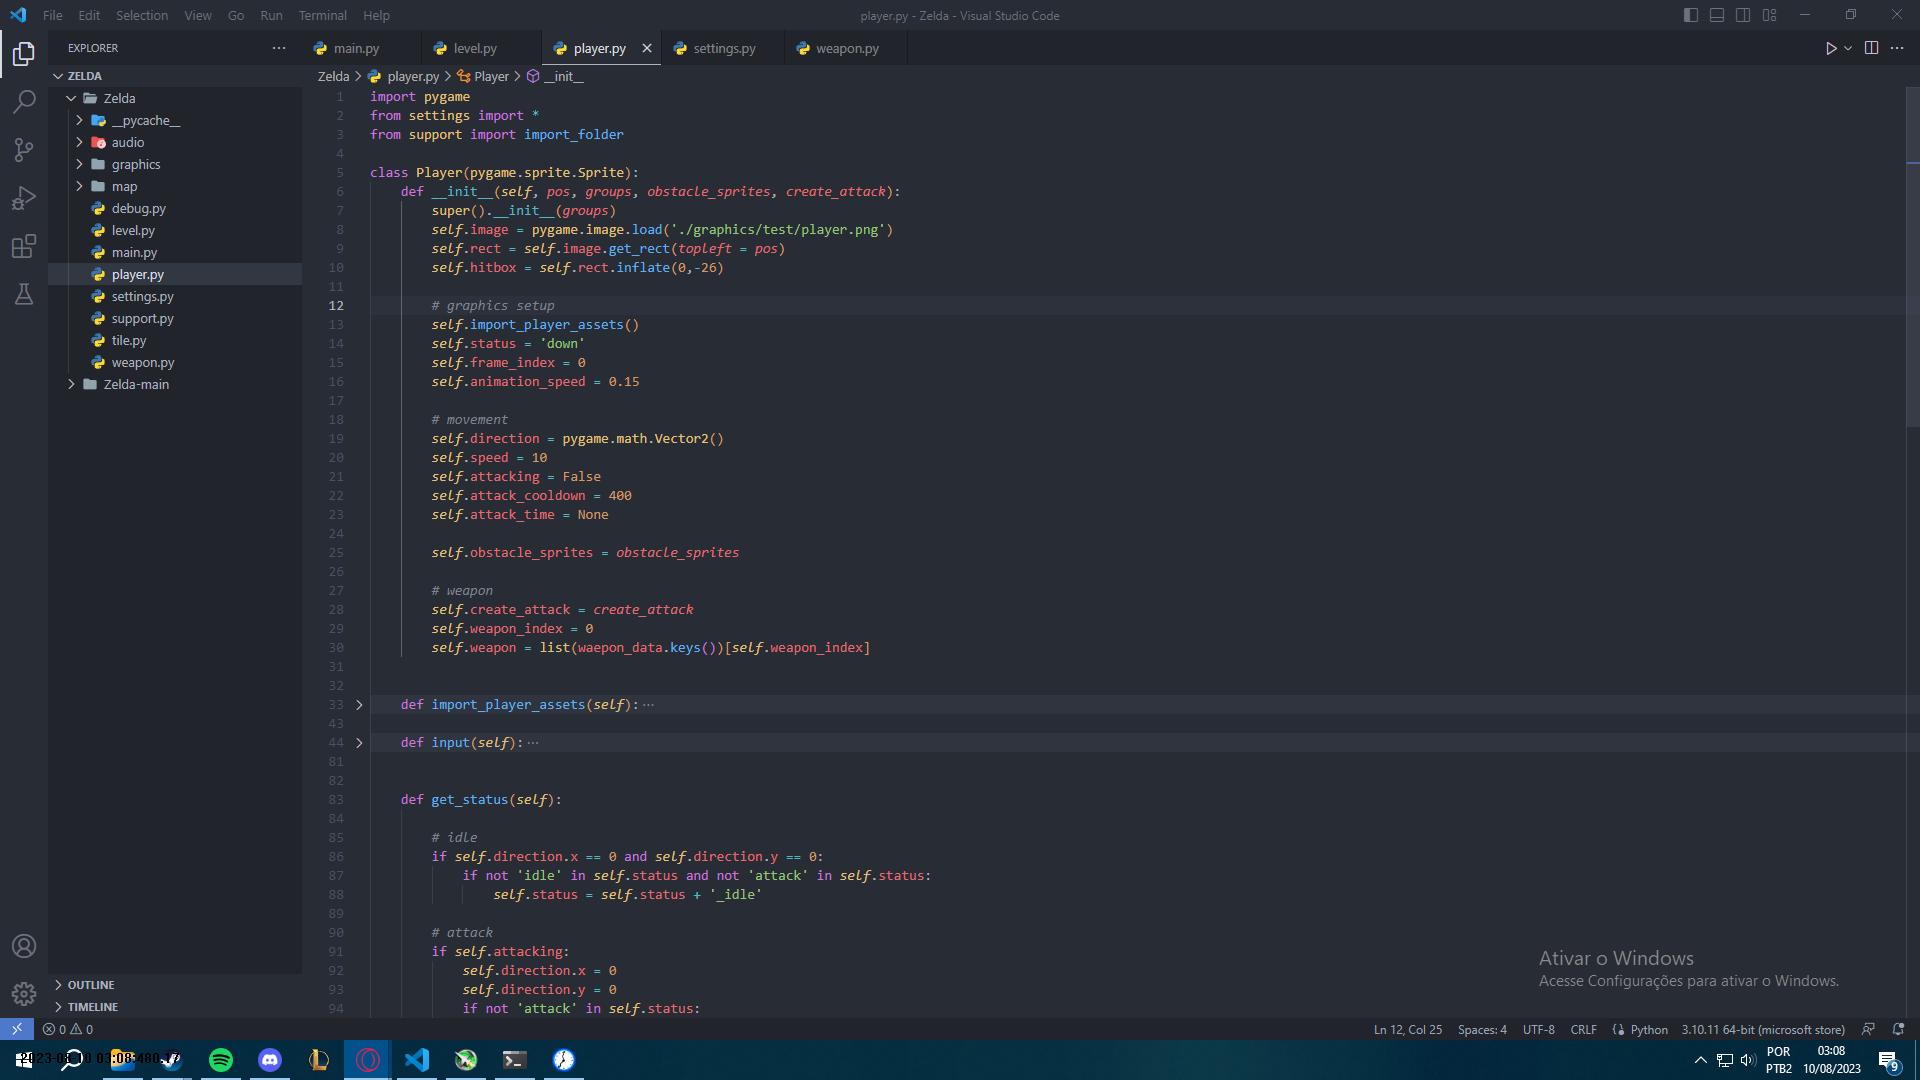 File Edit Selection View Go Run Terminal Help
player.py - Zelda - Visual Studio Code
EXPLORER
main.py level.py player.py settings.py weapon.py
ZELDA
Zelda
__pycache__
audio
graphics
map
debug.py
level.py
main.py
player.py
settings.py
support.py
tile.py
weapon.py
Zelda-main
OUTLINE
TIMELINE
Zelda > player.py > Player > __init__
1 import pygame
2 from settings import *
3 from support import import_folder
4
5 class Player(pygame.sprite.Sprite):
6 def __init__(self, pos, groups, obstacle_sprites, create_attack):
7 super().__init__(groups)
8 self.image = pygame.image.load('./graphics/test/player.png')
9 self.rect = self.image.get_rect(topleft = pos)
10 self.hitbox = self.rect.inflate(0,-26)
11
12 # graphics setup
13 self.import_player_assets()
14 self.status = 'down'
15 self.frame_index = 0
16 self.animation_speed = 0.15
17
18 # movement
19 self.direction = pygame.math.Vector2()
20 self.speed = 10
21 self.attacking = False
22 self.attack_cooldown = 400
23 self.attack_time = None
24
25 self.obstacle_sprites = obstacle_sprites
26
27 # weapon
28 self.create_attack = create_attack
29 self.weapon_index = 0
30 self.weapon = list(waepon_data.keys())[self.weapon_index]
31
32
33 def import_player_assets(self): ···
43
44 def input(self): ···
81
82
83 def get_status(self):
84
85 # idle
86 if self.direction.x == 0 and self.direction.y == 0:
87 if not 'idle' in self.status and not 'attack' in self.status:
88 self.status = self.status + '_idle'
89
90 # attack
91 if self.attacking:
92 self.direction.x = 0
93 self.direction.y = 0
94 if not 'attack' in self.status:
Ativar o Windows
Acesse Configurações para ativar o Windows.
0 0
Ln 12, Col 25 Spaces: 4 UTF-8 CRLF Python 3.10.11 64-bit (microsoft store)
POR
PTB2
03:08
10/08/2023
9